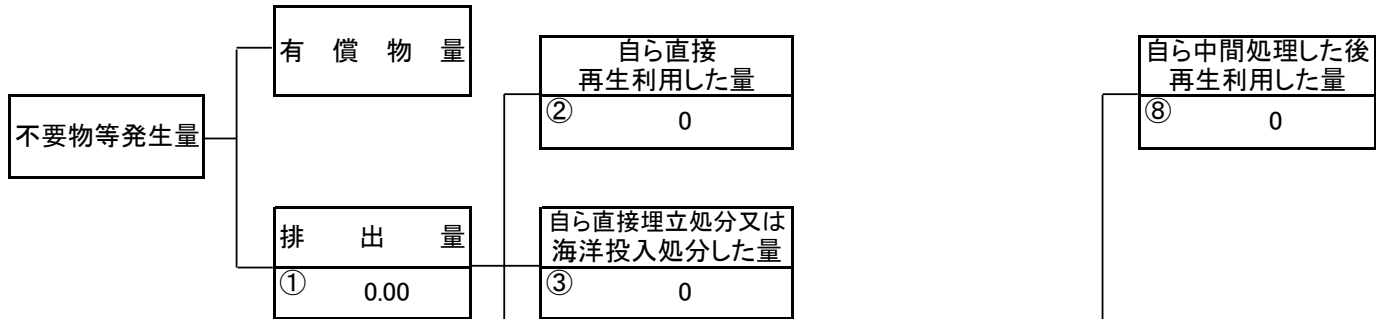 有償物量
自ら直接
再生利用した量
② 0
自ら中間処理した後
再生利用した量
⑧ 0
不要物等発生量
排出量
① 0.00
自ら直接埋立処分又は
海洋投入処分した量
③ 0